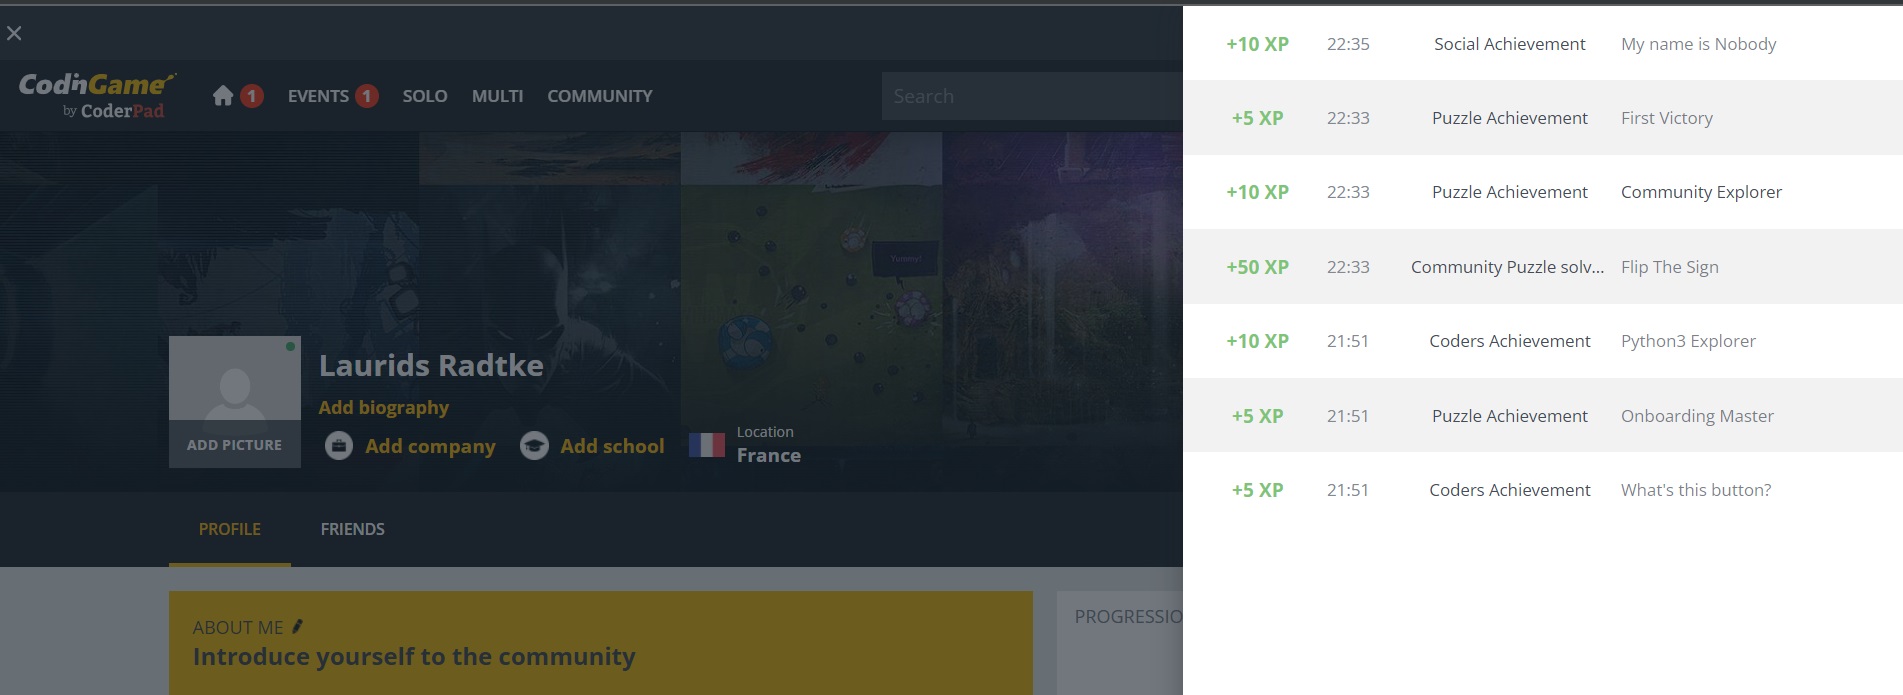 CodinGame
by CoderPad
1
EVENTS 1
SOLO
MULTI
COMMUNITY
Search
Yummy!
Laurids Radtke
Add biography
ADD PICTURE
Add company
Add school
Location
France
PROFILE
FRIENDS
ABOUT ME
Introduce yourself to the community
PROGRESSIO
+10 XP 22:35 Social Achievement My name is Nobody
+5 XP 22:33 Puzzle Achievement First Victory
+10 XP 22:33 Puzzle Achievement Community Explorer
+50 XP 22:33 Community Puzzle solv... Flip The Sign
+10 XP 21:51 Coders Achievement Python3 Explorer
+5 XP 21:51 Puzzle Achievement Onboarding Master
+5 XP 21:51 Coders Achievement What's this button?